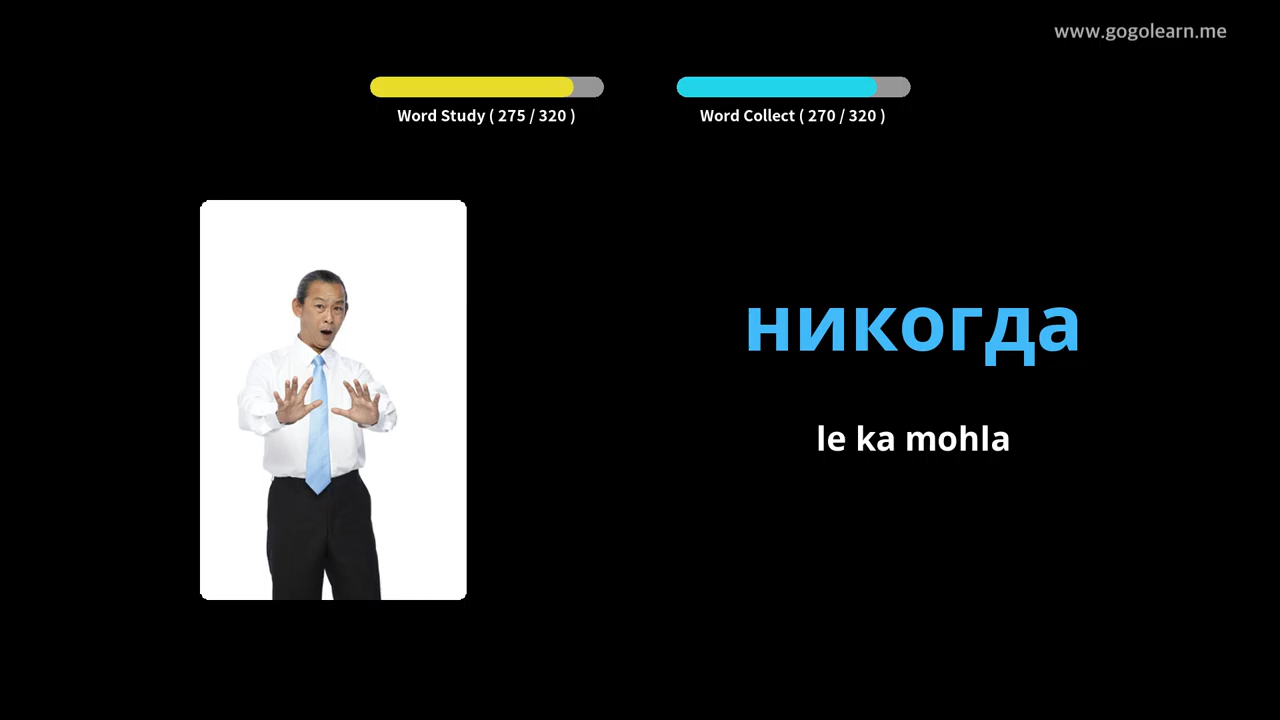 www.gogolearn.me
Word Study ( 275 / 320 )
Word Collect ( 270 / 320 )
никогда
le ka mohla